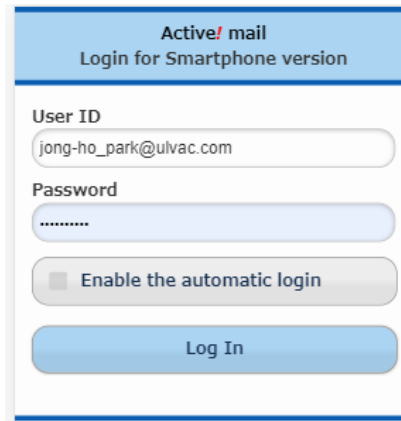 Active! mail
Login for Smartphone version
User ID
jong-ho_park@ulvac.com
Password
••••••••••
Enable the automatic login
Log In